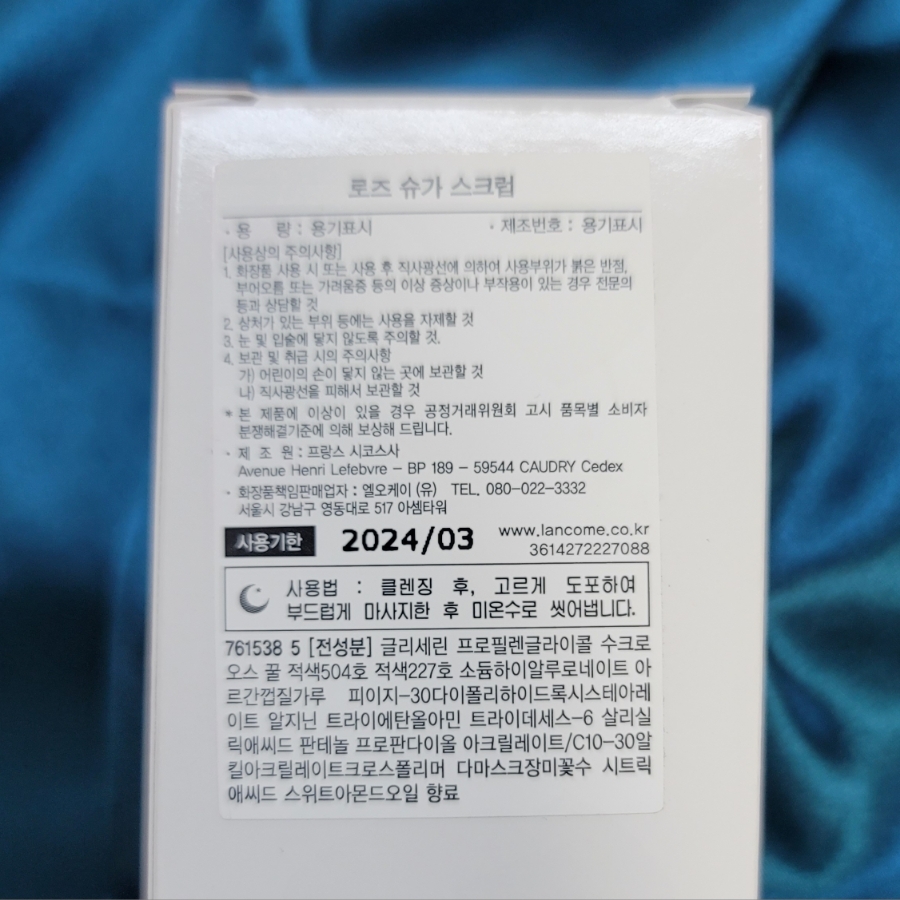 로즈 슈가 스크럽
· 용 량 : 용기표시 · 제조번호 : 용기표시
[사용상의 주의사항]
1. 화장품 사용 시 또는 사용 후 직사광선에 의하여 사용부위가 붉은 반점,
부어오름 또는 가려움증 등의 이상 증상이나 부작용이 있는 경우 전문의
등과 상담할 것
2. 상처가 있는 부위 등에는 사용을 자제할 것
3. 눈 및 입술에 닿지 않도록 주의할 것.
4. 보관 및 취급 시의 주의사항
가) 어린이의 손이 닿지 않는 곳에 보관할 것
나) 직사광선을 피해서 보관할 것
* 본 제품에 이상이 있을 경우 공정거래위원회 고시 품목별 소비자
분쟁해결기준에 의해 보상해 드립니다.
· 제 조 원 : 프랑스 시코스사
Avenue Henri Lefebvre – BP 189 – 59544 CAUDRY Cedex
· 화장품책임판매업자 : 엘오케이 (유) TEL. 080-022-3332
서울시 강남구 영동대로 517 아셈타워
사용기한 2024/03 www.lancome.co.kr
3614272227088
사용법 : 클렌징 후, 고르게 도포하여
부드럽게 마사지한 후 미온수로 씻어냅니다.
761538 5 [전성분] 글리세린 프로필렌글라이콜 수크로
오스 꿀 적색504호 적색227호 소듐하이알루로네이트 아
르간껍질가루 피이지-30다이폴리하이드록시스테아레
이트 알지닌 트라이에탄올아민 트라이데세스-6 살리실
릭애씨드 판테놀 프로판다이올 아크릴레이트/C10-30알
킬아크릴레이트크로스폴리머 다마스크장미꽃수 시트릭
애씨드 스위트아몬드오일 향료